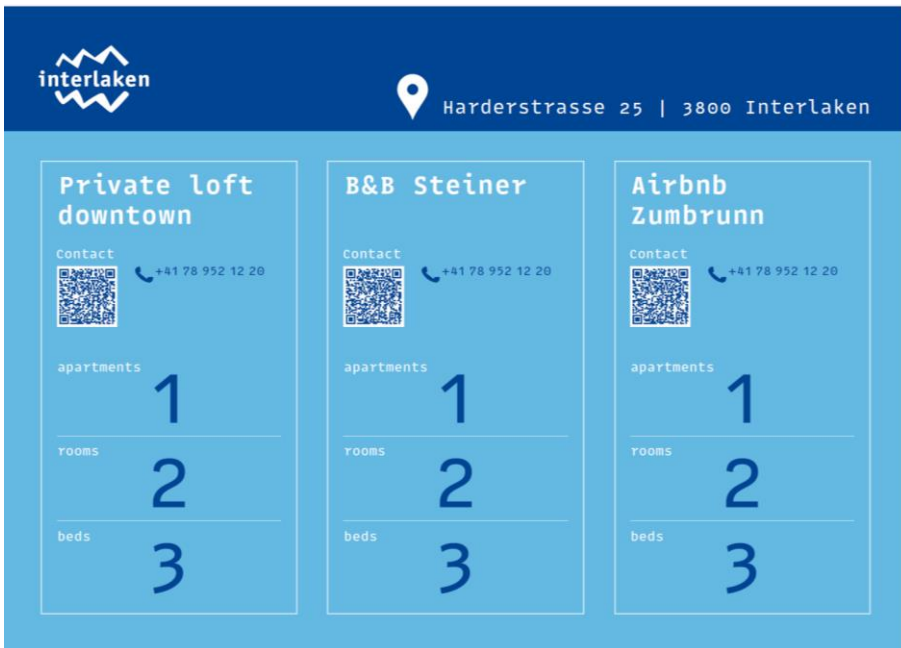 interlaken
Harderstrasse 25 | 3800 Interlaken
Private loft
downtown
Contact
+41 78 952 12 20
apartments
1
rooms
2
beds
3
B&B Steiner
Contact
+41 78 952 12 20
apartments
1
rooms
2
beds
3
Airbnb
Zumbrunn
Contact
+41 78 952 12 20
apartments
1
rooms
2
beds
3